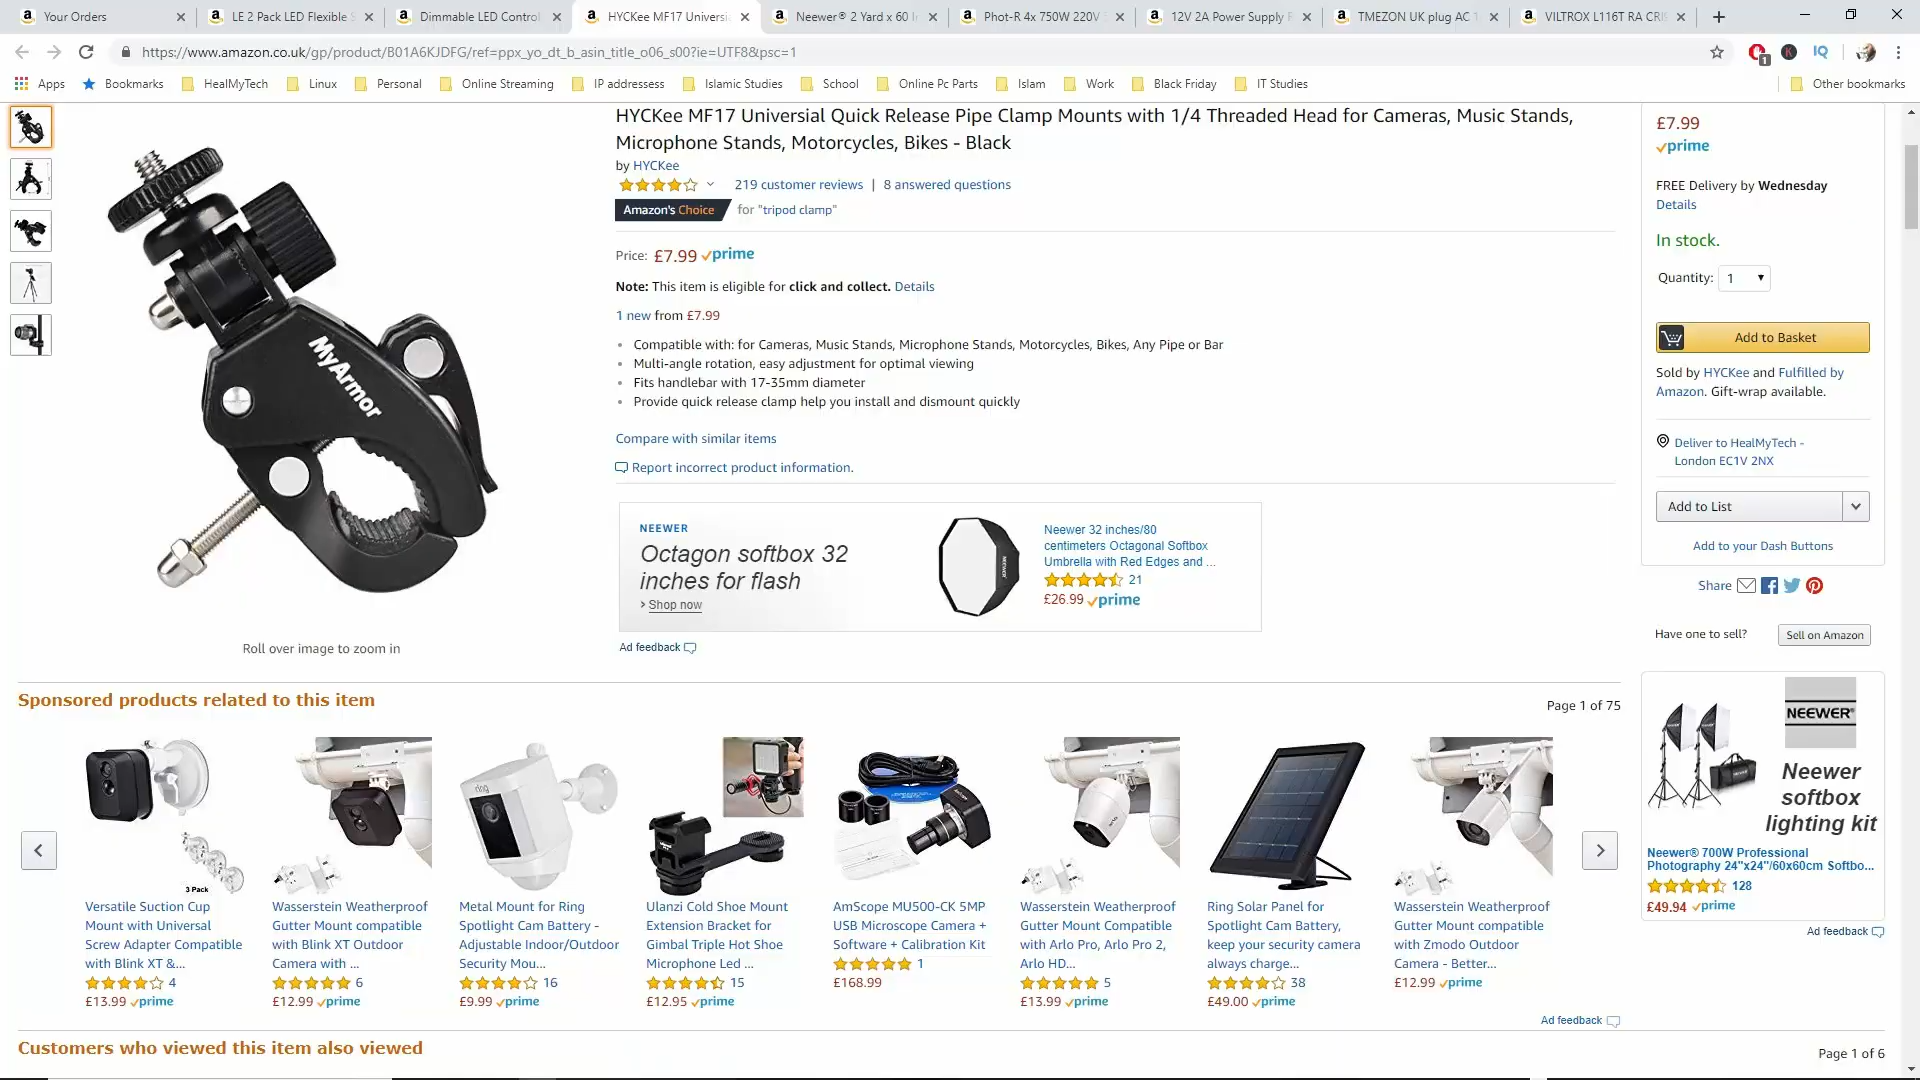 Your Orders
LE 2 Pack LED Flexible S
Dimmable LED Control
HYCKee MF17 Universi
Neewer® 2 Yard x 60 I
Phot-R 4x 750W 220V
12V 2A Power Supply F
TMEZON UK plug AC 1
VILTROX L116T RA CRI
https://www.amazon.co.uk/gp/product/B01A6KJDFG/ref=ppx_yo_dt_b_asin_title_o06_s00?ie=UTF8&psc=1
Apps
Bookmarks
HealMyTech
Linux
Personal
Online Streaming
IP addressess
Islamic Studies
School
Online Pc Parts
Islam
Work
Black Friday
IT Studies
Other bookmarks
HYCKee MF17 Universial Quick Release Pipe Clamp Mounts with 1/4 Threaded Head for Cameras, Music Stands,
Microphone Stands, Motorcycles, Bikes - Black
by HYCKee
219 customer reviews | 8 answered questions
Amazon's Choice for "tripod clamp"
Price: £7.99 prime
Note: This item is eligible for click and collect. Details
1 new from £7.99
Compatible with: for Cameras, Music Stands, Microphone Stands, Motorcycles, Bikes, Any Pipe or Bar
Multi-angle rotation, easy adjustment for optimal viewing
Fits handlebar with 17-35mm diameter
Provide quick release clamp help you install and dismount quickly
Compare with similar items
Report incorrect product information.
MyArmor
Roll over image to zoom in
NEEWER
Octagon softbox 32
inches for flash
› Shop now
Neewer 32 inches/80
centimeters Octagonal Softbox
Umbrella with Red Edges and ...
21
£26.99 prime
Ad feedback
£7.99
prime
FREE Delivery by Wednesday
Details
In stock.
Quantity: 1
Add to Basket
Sold by HYCKee and Fulfilled by
Amazon. Gift-wrap available.
Deliver to HealMyTech -
London EC1V 2NX
Add to List
Add to your Dash Buttons
Share
Have one to sell?
Sell on Amazon
NEEWER®
Neewer
softbox
lighting kit
Neewer® 700W Professional
Photography 24"x24"/60x60cm Softbo...
128
£49.94 prime
Ad feedback
Sponsored products related to this item
Page 1 of 75
3 Pack
Versatile Suction Cup
Mount with Universal
Screw Adapter Compatible
with Blink XT &...
4
£13.99 prime
Wasserstein Weatherproof
Gutter Mount compatible
with Blink XT Outdoor
Camera with ...
6
£12.99 prime
ring
Metal Mount for Ring
Spotlight Cam Battery -
Adjustable Indoor/Outdoor
Security Mou...
16
£9.99 prime
Ulanzi Cold Shoe Mount
Extension Bracket for
Gimbal Triple Hot Shoe
Microphone Led ...
15
£12.95 prime
AmScope MU500-CK 5MP
USB Microscope Camera +
Software + Calibration Kit
1
£168.99
Wasserstein Weatherproof
Gutter Mount Compatible
with Arlo Pro, Arlo Pro 2,
Arlo HD...
5
£13.99 prime
Ring Solar Panel for
Spotlight Cam Battery,
keep your security camera
always charge...
38
£49.00 prime
Wasserstein Weatherproof
Gutter Mount compatible
with Zmodo Outdoor
Camera - Better...
£12.99 prime
Ad feedback
Customers who viewed this item also viewed
Page 1 of 6